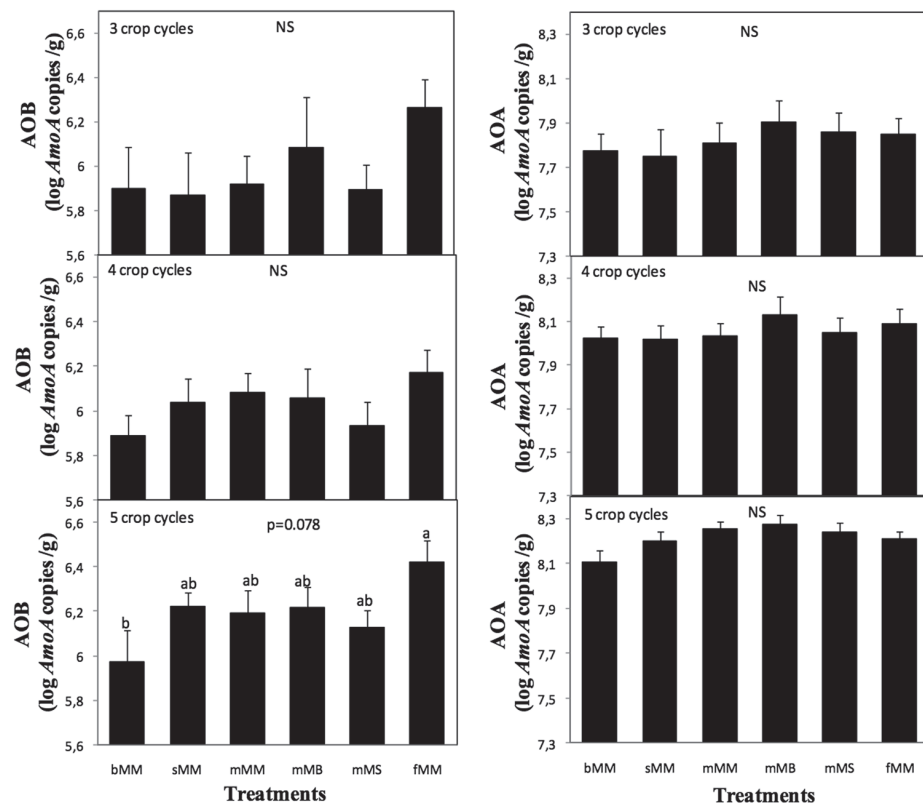 3 crop cycles NS
AOB
(log AmoA copies /g)
6,6
6,4
6,2
6
5,8
5,6
4 crop cycles NS
AOB
(log AmoA copies /g)
6,6
6,4
6,2
6
5,8
5,6
5 crop cycles
p=0.078
AOB
(log AmoA copies /g)
6,6
6,4
6,2
6
5,8
5,6
b ab ab ab ab a
bMM sMM mMM mMB mMS fMM
Treatments
3 crop cycles NS
AOA
(log AmoA copies /g)
8,3
8,1
7,9
7,7
7,5
7,3
4 crop cycles
NS
AOA
(log AmoA copies /g)
8,3
8,1
7,9
7,7
7,5
7,3
5 crop cycles NS
AOA
(log AmoA copies /g)
8,3
8,1
7,9
7,7
7,5
7,3
bMM sMM mMM mMB mMS fMM
Treatments